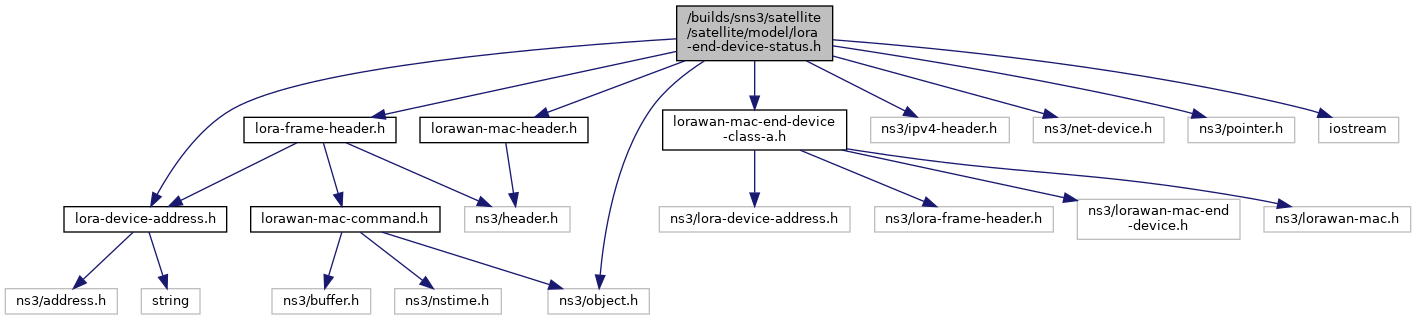 /builds/sns3/satellite
/satellite/model/lora
-end-device-status.h
lora-frame-header.h
lorawan-mac-header.h
lorawan-mac-end-device
-class-a.h
ns3/ipv4-header.h
ns3/net-device.h
ns3/pointer.h
iostream
lora-device-address.h
lorawan-mac-command.h
ns3/header.h
ns3/lora-device-address.h
ns3/lora-frame-header.h
ns3/lorawan-mac-end
-device.h
ns3/lorawan-mac.h
ns3/address.h
string
ns3/buffer.h
ns3/nstime.h
ns3/object.h